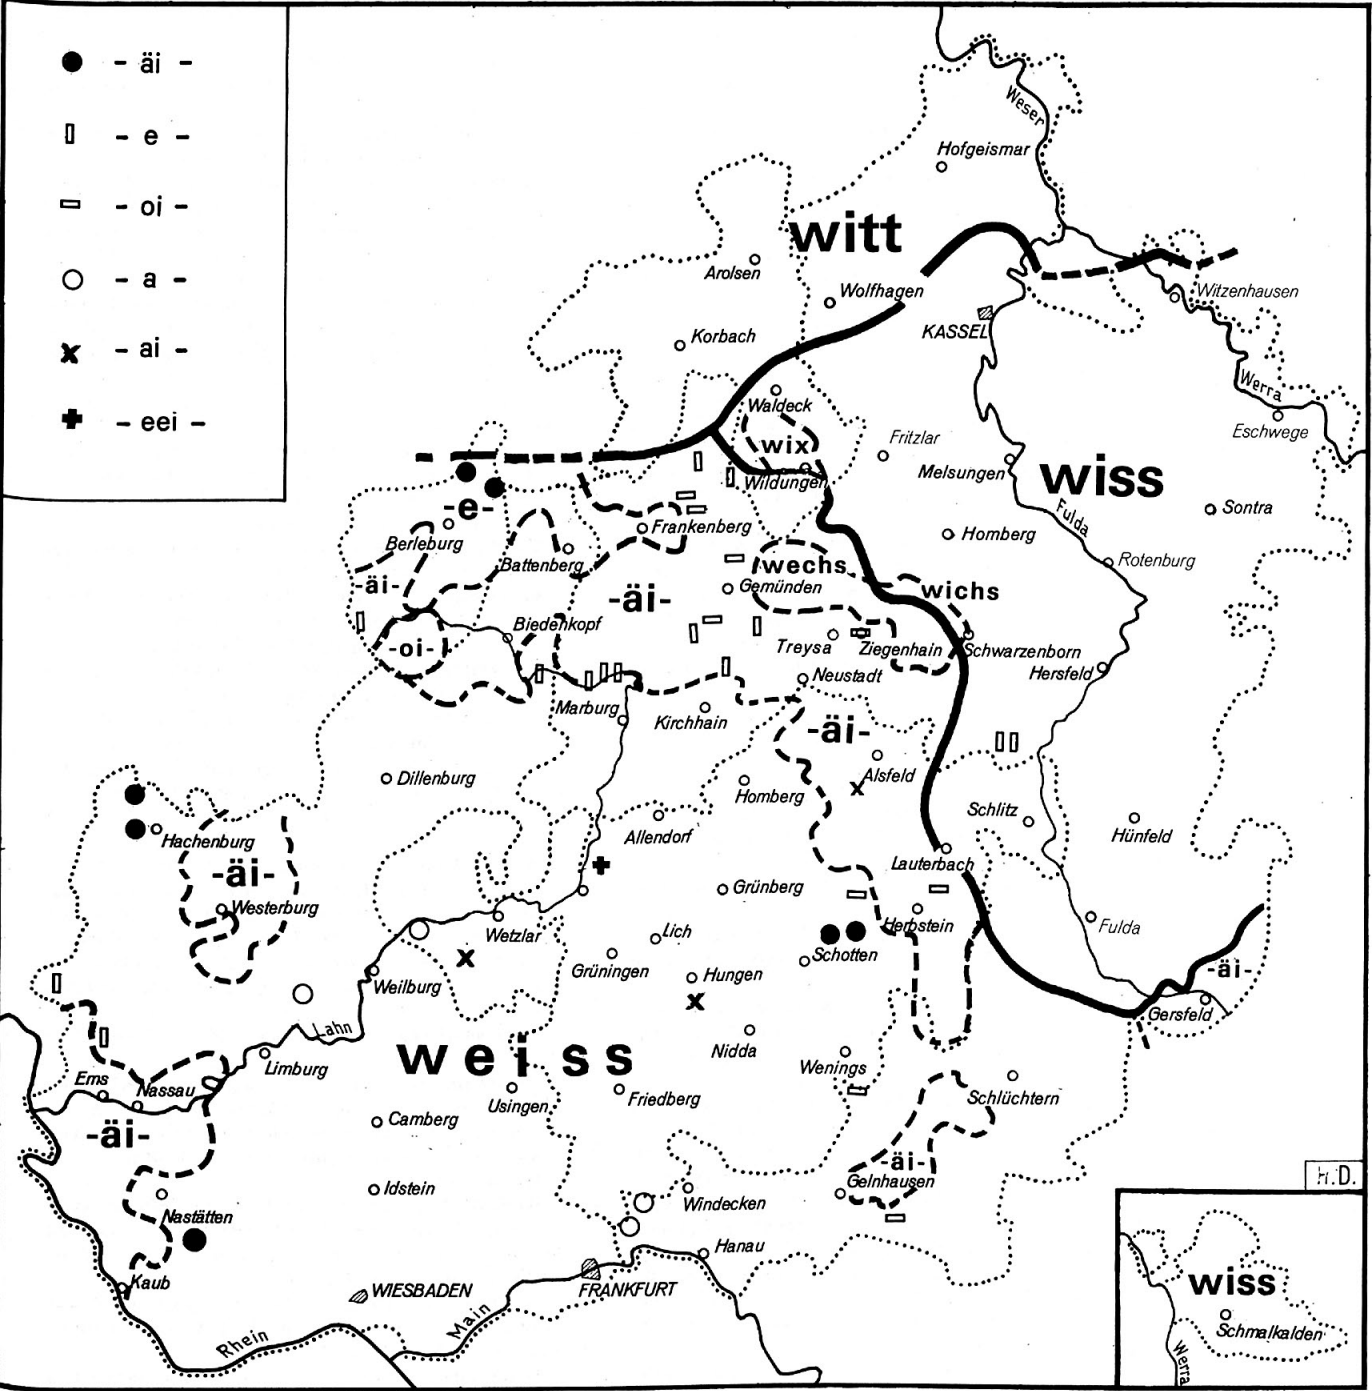 - äi -
- e -
- oi -
- a -
- ai -
- eei -
Weser
Hofgeismar
witt
Arolsen
Wolfhagen
Witzenhausen
KASSEL
Korbach
Werra
Waldeck
Eschwege
wix
Fritzlar
Melsungen
wiss
Wildungen
-e-
Frankenberg
Fulda
Sontra
Berleburg
Homberg
Battenberg
wechs
Rotenburg
-äi-
-äi-
Gemünden
wichs
Biedenkopf
-oi-
Treysa
Ziegenhain
Schwarzenborn
Hersfeld
Neustadt
Marburg
Kirchhain
-äi-
Dillenburg
Alsfeld
Homberg
Schlitz
Allendorf
Hünfeld
Hachenburg
-äi-
Lauterbach
Grünberg
Westerburg
Herbstein
Fulda
Wetzlar
Lich
Schotten
Grüningen
Hungen
-äi-
Weilburg
Gersfeld
Lahn
weiss
Nidda
Limburg
Wenings
Ems
Nassau
Usingen
Friedberg
Schlüchtern
Camberg
-äi-
-äi-
H.D.
Gelnhausen
Idstein
Windecken
Nastätten
Hanau
Kaub
WIESBADEN
FRANKFURT
Main
Rhein
wiss
Schmalkalden
Werra